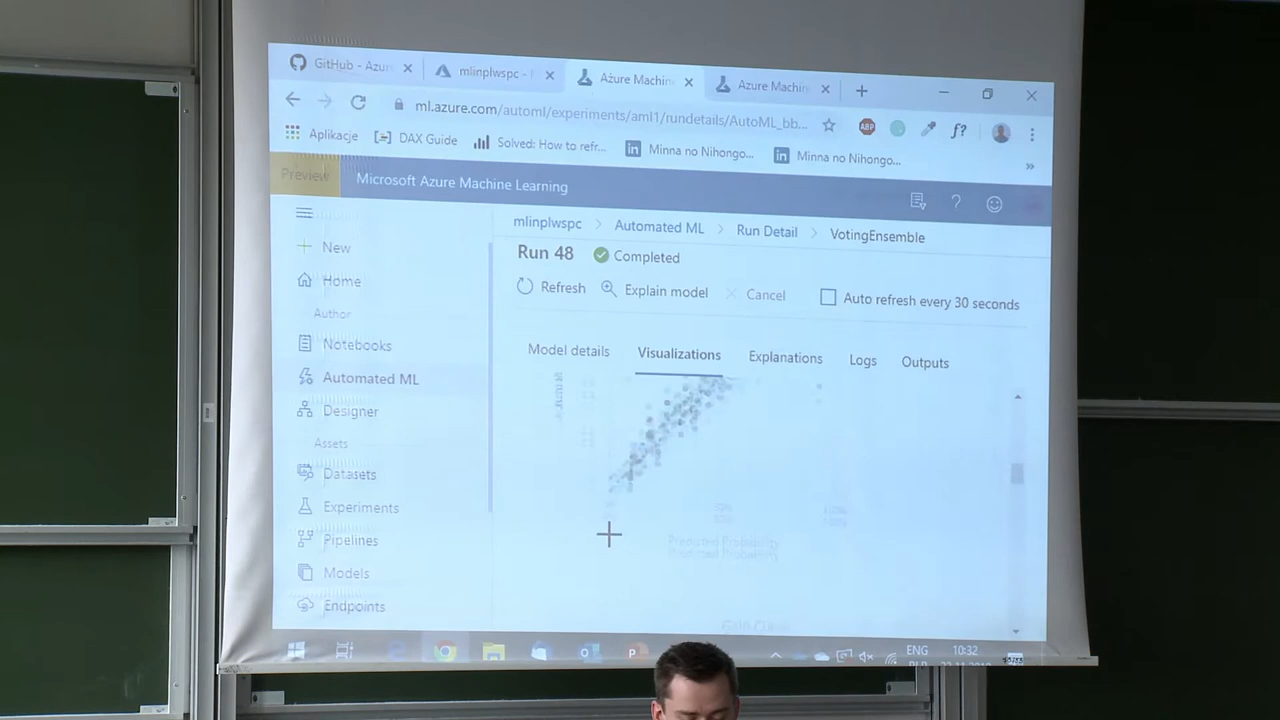 GitHub - Azur
mlinplwspc -
Azure Machin
Azure Machin
ml.azure.com/automl/experiments/aml1/rundetails/AutoML_bb...
ABP
f?
Aplikacje
DAX Guide
Solved: How to refr...
Minna no Nihongo...
Minna no Nihongo...
»
Preview
Microsoft Azure Machine Learning
?
New
Home
Author
Notebooks
Automated ML
Designer
Assets
Datasets
Experiments
Pipelines
Models
Endpoints
mlinplwspc > Automated ML > Run Detail > VotingEnsemble
Run 48 Completed
Refresh Explain model Cancel Auto refresh every 30 seconds
Model details Visualizations Explanations Logs Outputs
Predicted Probability
ENG
10:32